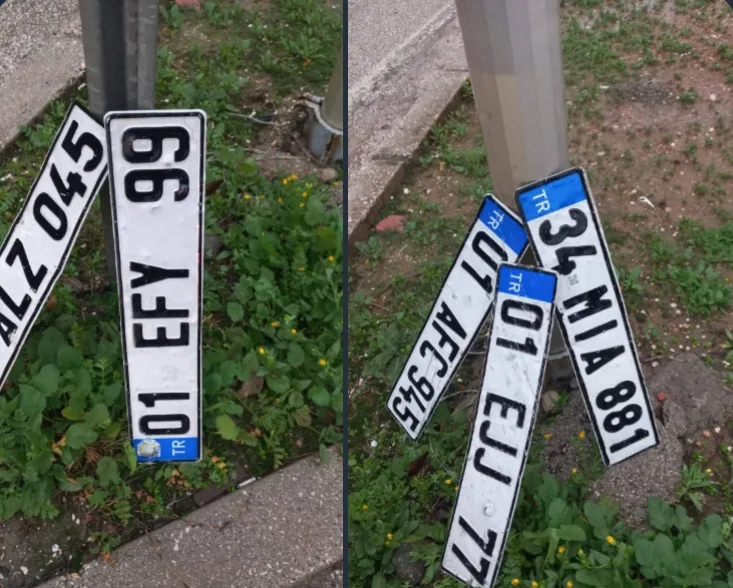 ALZ 045
TR 01 EFY 99
TR 01 AFC 945
TR 01 EJJ 77
TR 34 MIA 881